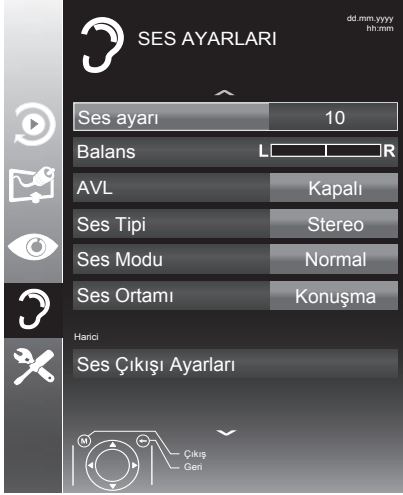 SES AYARLARI
dd.mm.yyyy
hh:mm
Ses ayarı 10
Balans L R
AVL Kapalı
Ses Tipi Stereo
Ses Modu Normal
Ses Ortamı Konuşma
Harici
Ses Çıkışı Ayarları
M
Çıkış
Geri